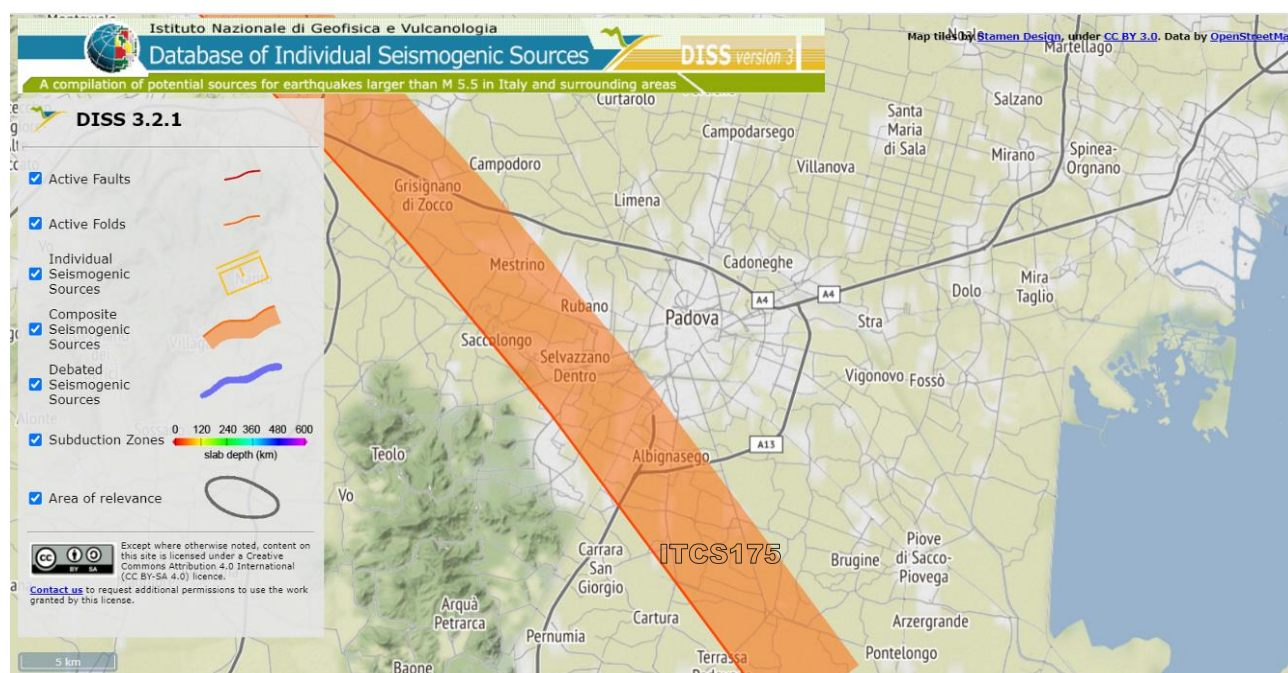 Istituto Nazionale di Geofisica e Vulcanologia
Database of Individual Seismogenic Sources
DISS version 3
A compilation of potential sources for earthquakes larger than M 5.5 in Italy and surrounding areas
Map tiles by Stamen Design, under CC BY 3.0. Data by OpenStreetMa
Martellago
DISS 3.2.1
Active Faults
Active Folds
Individual
Seismogenic
Sources
Composite
Seismogenic
Sources
Debated
Seismogenic
Sources
Subduction Zones
0 120 240 360 480 600
slab depth (km)
Area of relevance
cc
BY SA
Except where otherwise noted, content on
this site is licensed under a Creative
Commons Attribution 4.0 International
(CC BY-SA 4.0) licence.
Contact us to request additional permissions to use the work
granted by this license.
5 km
Curtarolo
Salzano
Campodarsego
Santa
Maria
di Sala
Mirano
Spinea-
Orgnano
Campodoro
Villanova
Grisignano
di Zocco
Limena
Mestrino
Cadoneghe
Mira
Taglio
Dolo
Rubano
A4
A4
Padova
Stra
Saccolongo
Selvazzano
Dentro
Vigonovo
Fossò
A13
Albignasego
Teolo
Vo
ITCS175
Carrara
San
Giorgio
Brugine
Piove
di Sacco-
Piovega
Arquà
Petrarca
Cartura
Arzergrande
Pernumia
Pontelongo
Terrassa
Baone